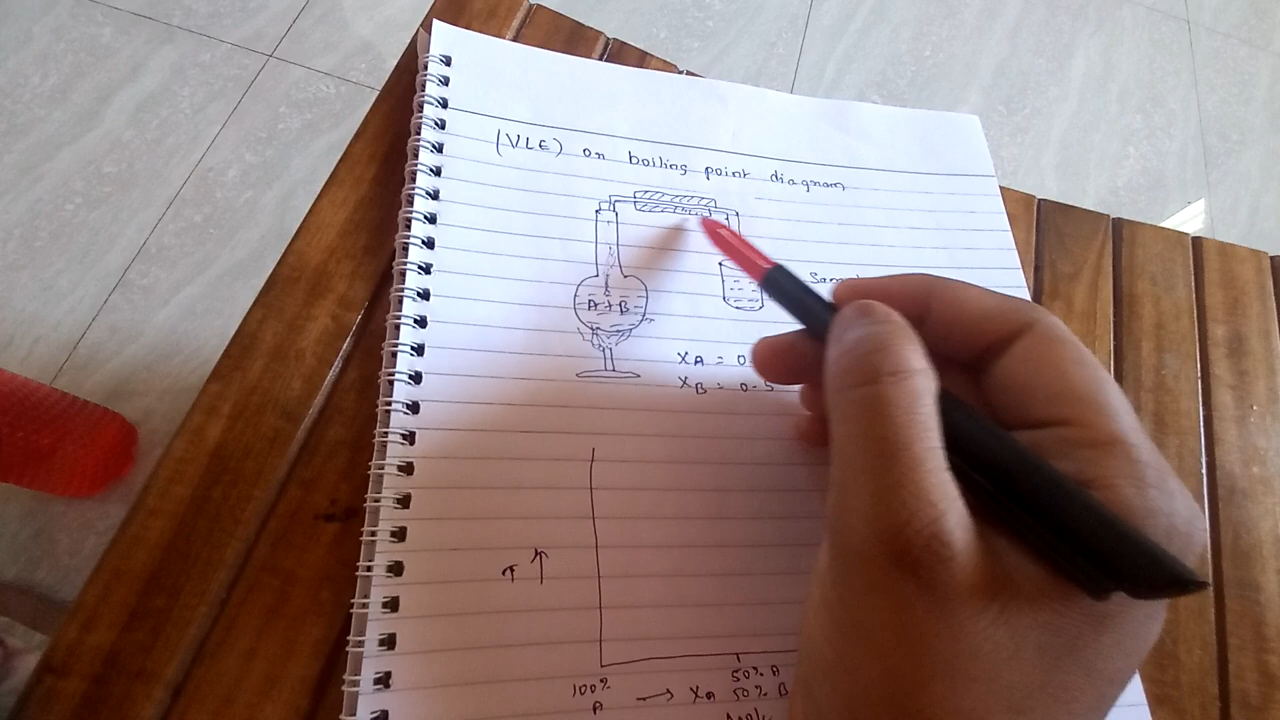 (VLE) on boiling point diagram
A + B
XA = 0
XB = 0.5
T ↑
50% A
100% → XA 50% B
A